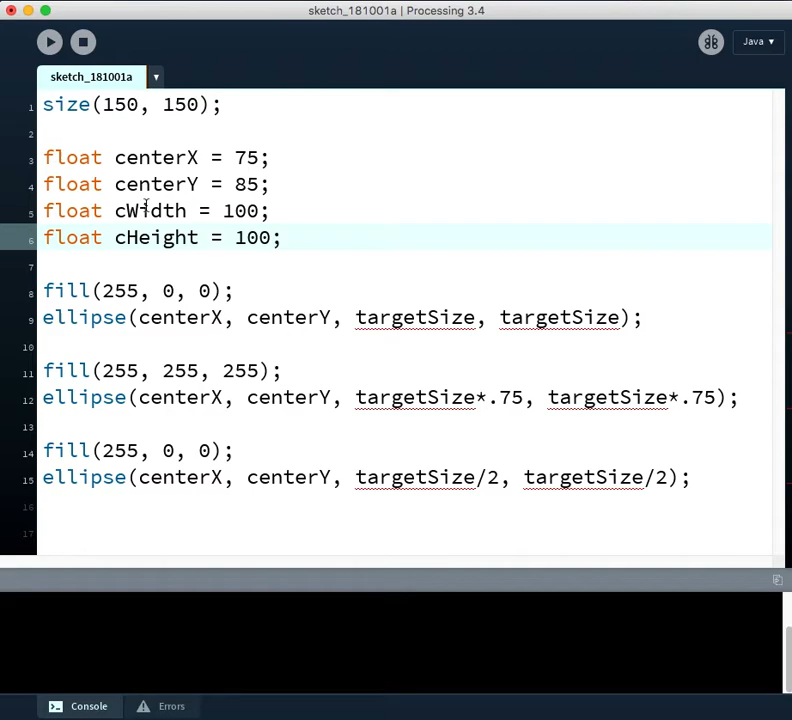 sketch_181001a | Processing 3.4
Java ▾
sketch_181001a ▾
1 size(150, 150);
2
3 float centerX = 75;
4 float centerY = 85;
5 float cWidth = 100;
6 float cHeight = 100;
7
8 fill(255, 0, 0);
9 ellipse(centerX, centerY, targetSize, targetSize);
10
11 fill(255, 255, 255);
12 ellipse(centerX, centerY, targetSize*.75, targetSize*.75);
13
14 fill(255, 0, 0);
15 ellipse(centerX, centerY, targetSize/2, targetSize/2);
16
17
Console Errors